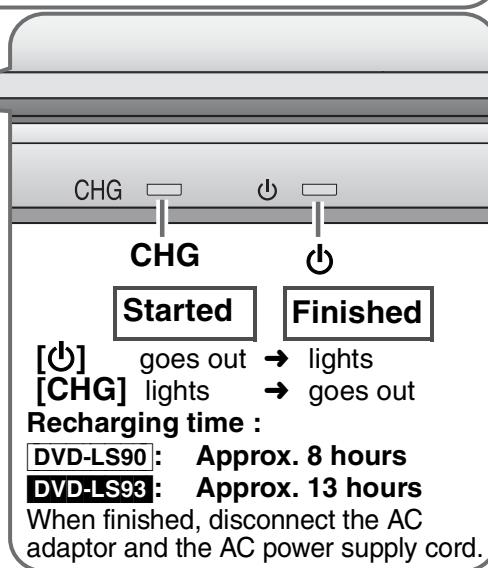 CHG ⏻
CHG ⏻
Started Finished
[⏻] goes out ➔ lights
[CHG] lights ➔ goes out
Recharging time :
DVD-LS90 : Approx. 8 hours
DVD-LS93 : Approx. 13 hours
When finished, disconnect the AC
adaptor and the AC power supply cord.